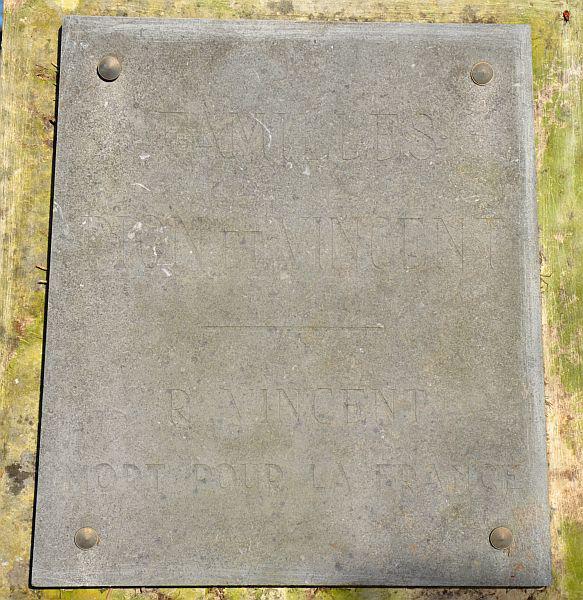 FAMILLES
PION ET VINCENT
R. VINCENT
MORT POUR LA FRANCE